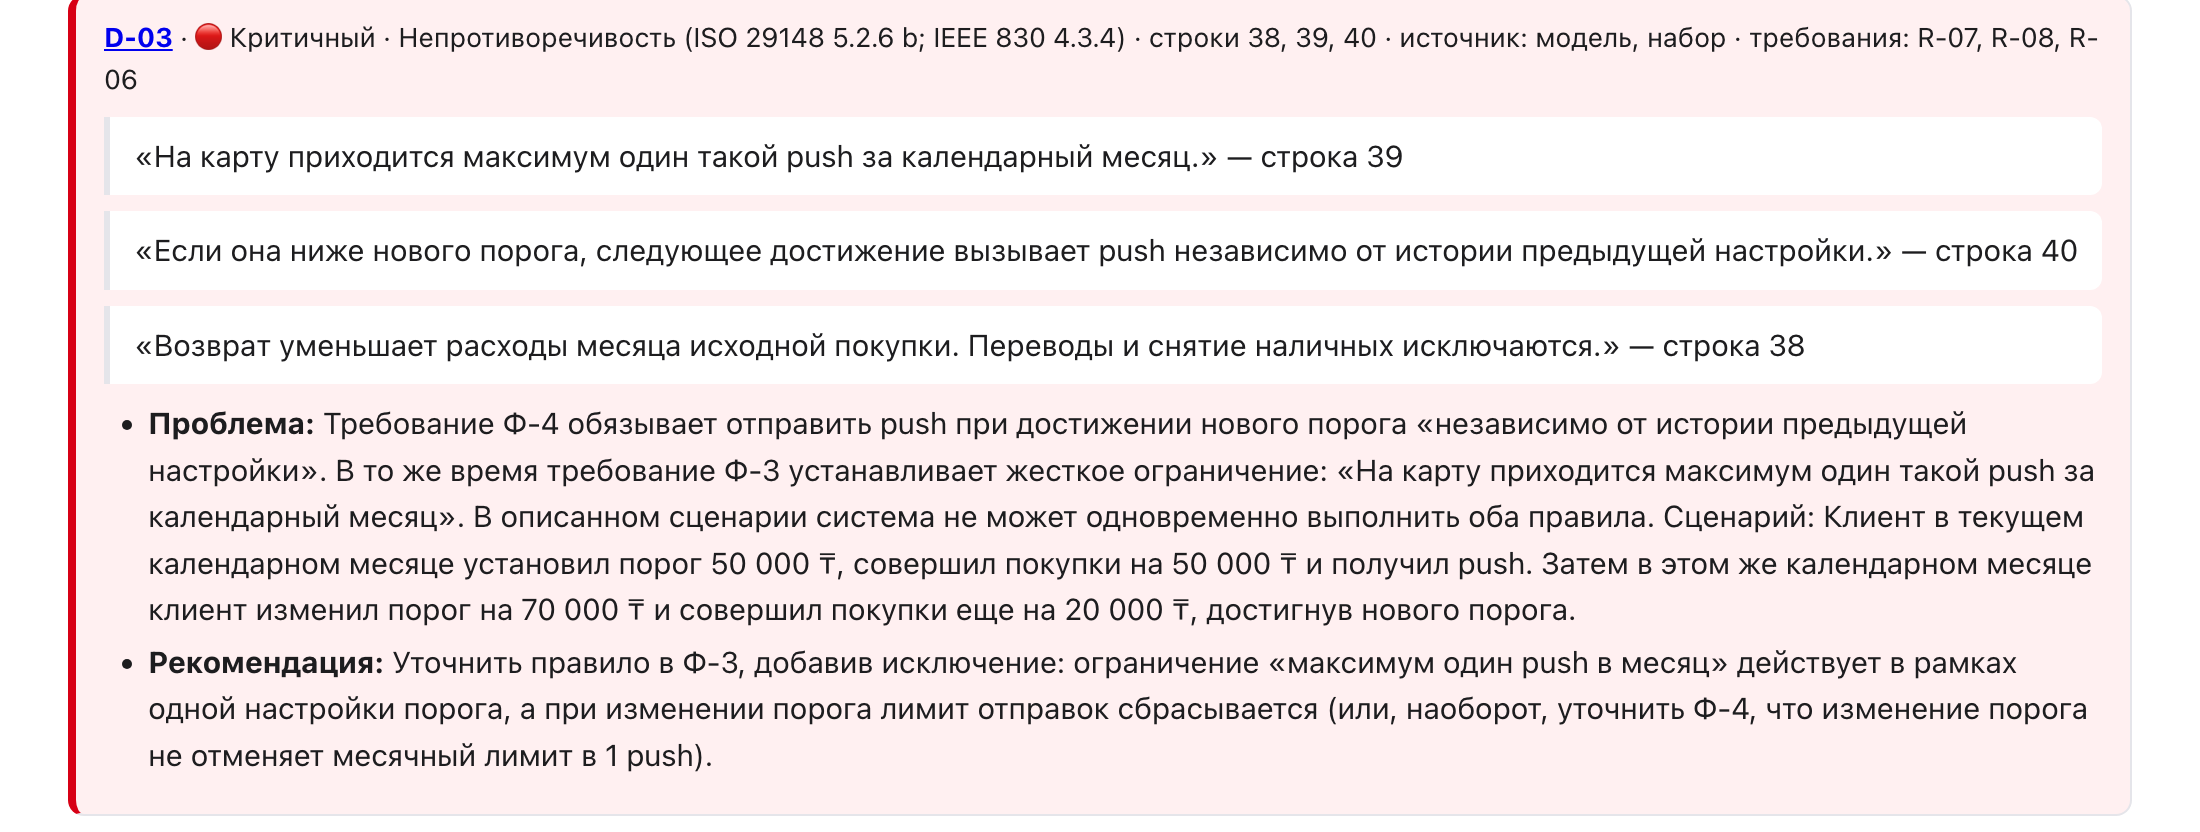 D-03 · 🔴 Критичный · Непротиворечивость (ISO 29148 5.2.6 b; IEEE 830 4.3.4) · строки 38, 39, 40 · источник: модель, набор · требования: R-07, R-08, R-
06
«На карту приходится максимум один такой push за календарный месяц.» — строка 39
«Если она ниже нового порога, следующее достижение вызывает push независимо от истории предыдущей настройки.» — строка 40
«Возврат уменьшает расходы месяца исходной покупки. Переводы и снятие наличных исключаются.» — строка 38
• Проблема: Требование Ф-4 обязывает отправить push при достижении нового порога «независимо от истории предыдущей
настройки». В то же время требование Ф-3 устанавливает жесткое ограничение: «На карту приходится максимум один такой push за
календарный месяц». В описанном сценарии система не может одновременно выполнить оба правила. Сценарий: Клиент в текущем
календарном месяце установил порог 50 000 ₸, совершил покупки на 50 000 ₸ и получил push. Затем в этом же календарном месяце
клиент изменил порог на 70 000 ₸ и совершил покупки еще на 20 000 ₸, достигнув нового порога.
• Рекомендация: Уточнить правило в Ф-3, добавив исключение: ограничение «максимум один push в месяц» действует в рамках
одной настройки порога, а при изменении порога лимит отправок сбрасывается (или, наоборот, уточнить Ф-4, что изменение порога
не отменяет месячный лимит в 1 push).